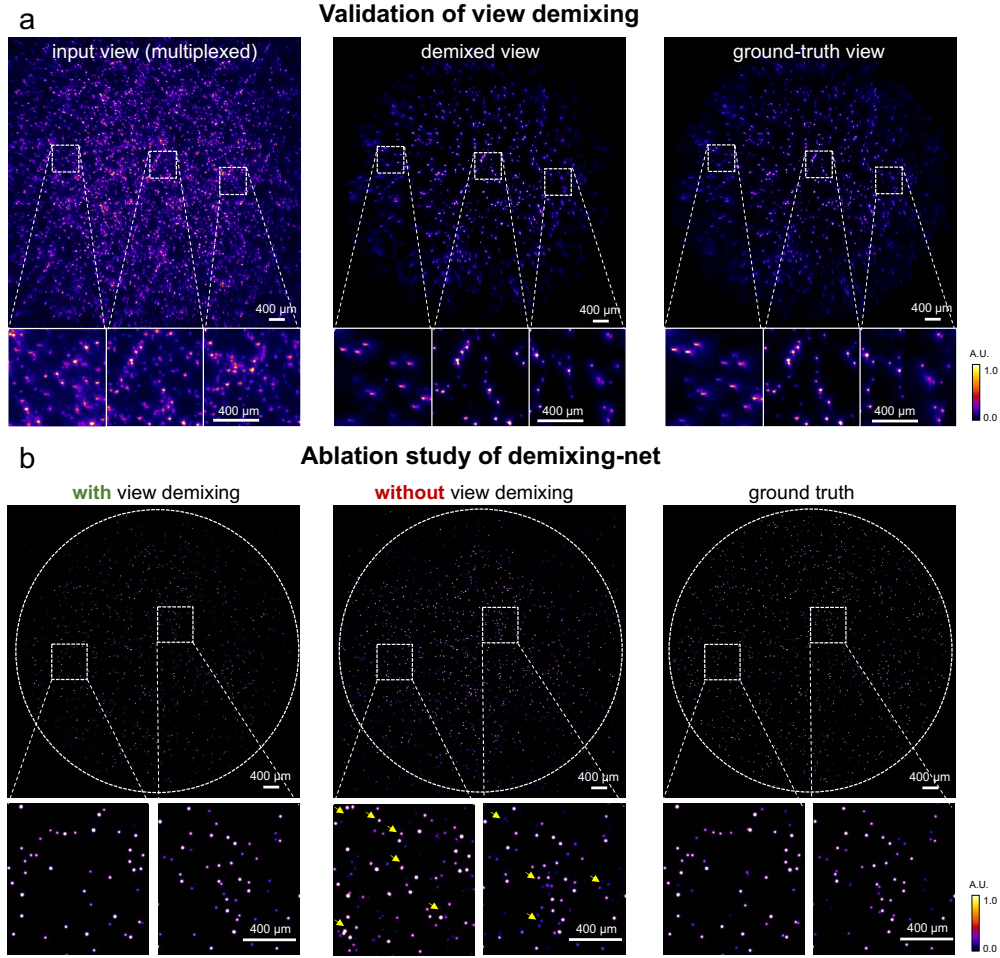 a
Validation of view demixing
input view (multiplexed)
demixed view
ground-truth view
400 µm
400 µm
400 µm
400 µm
400 µm
400 µm
A.U.
1.0
0.0
b
Ablation study of demixing-net
with view demixing
without view demixing
ground truth
400 µm
400 µm
400 µm
400 µm
400 µm
400 µm
A.U.
1.0
0.0